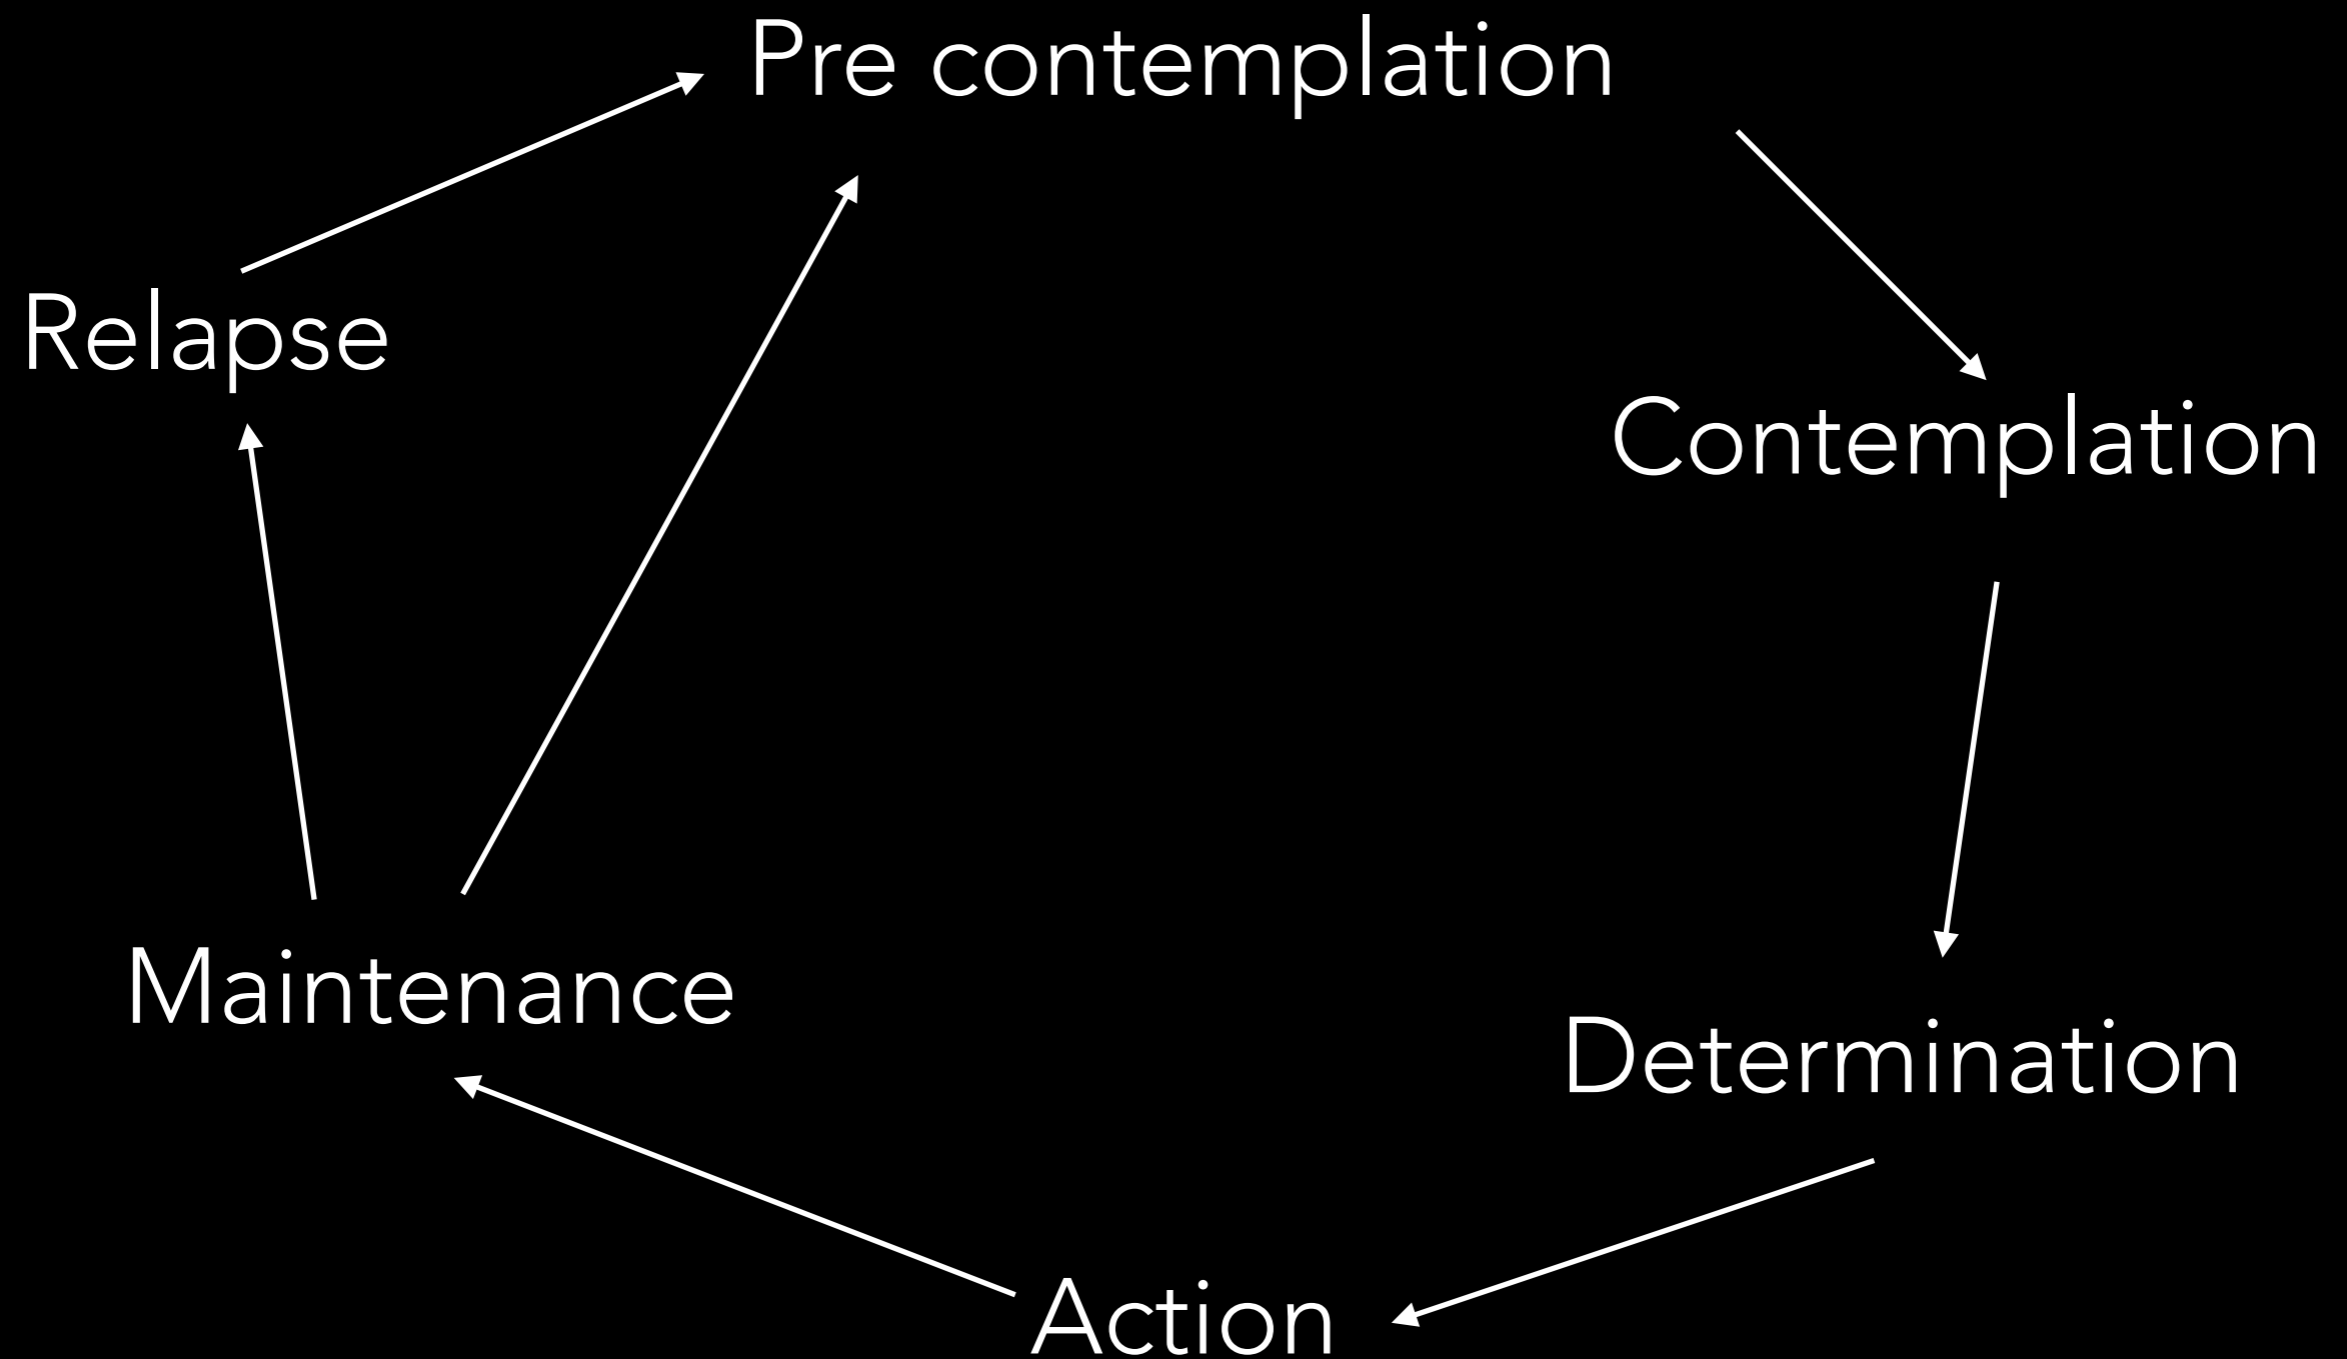 Pre contemplation
Relapse
Contemplation
Maintenance
Determination
Action